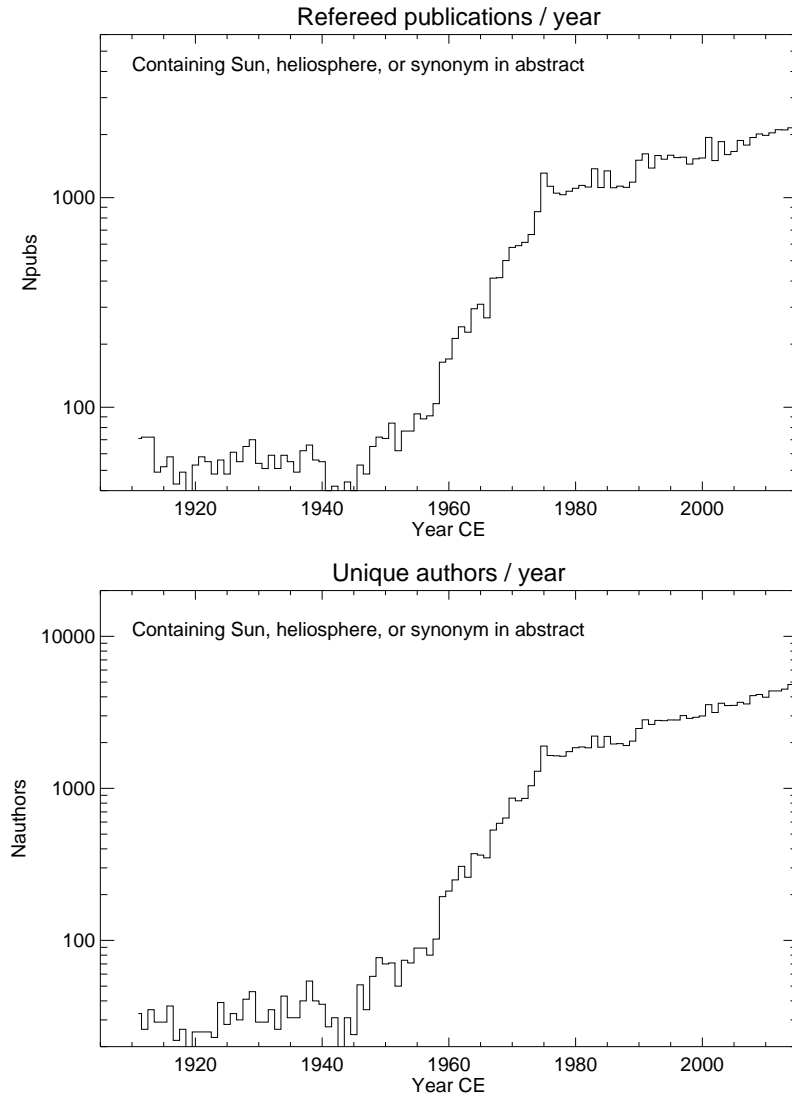 Refereed publications / year
Containing Sun, heliosphere, or synonym in abstract
1000
Npubs
100
1920 1940 1960 1980 2000
Year CE
Unique authors / year
10000
Containing Sun, heliosphere, or synonym in abstract
1000
Nauthors
100
1920 1940 1960 1980 2000
Year CE